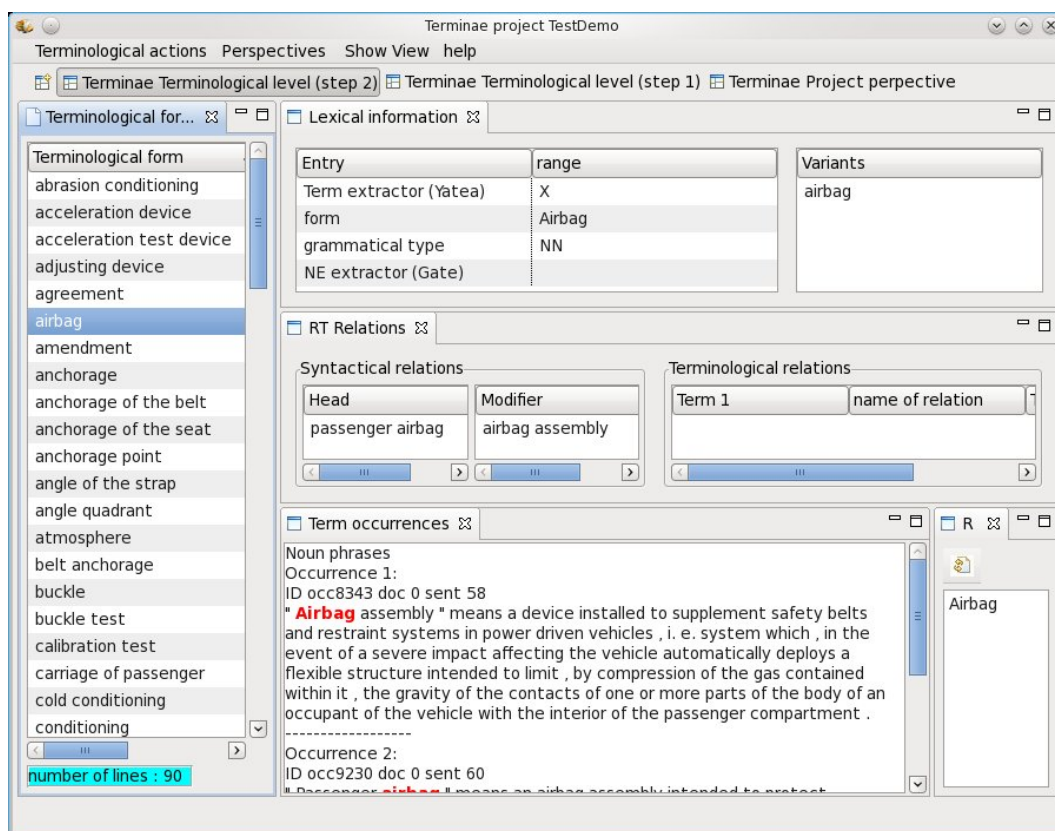 Terminae project TestDemo
Terminological actions Perspectives Show View help
Terminae Terminological level (step 2) Terminae Terminological level (step 1) Terminae Project perpective
Terminological for...
Terminological form
abrasion conditioning
acceleration device
acceleration test device
adjusting device
agreement
airbag
amendment
anchorage
anchorage of the belt
anchorage of the seat
anchorage point
angle of the strap
angle quadrant
atmosphere
belt anchorage
buckle
buckle test
calibration test
carriage of passenger
cold conditioning
conditioning
number of lines : 90
Lexical information
Entry range
Term extractor (Yatea) X
form Airbag
grammatical type NN
NE extractor (Gate)
Variants
airbag
RT Relations
Syntactical relations
Head Modifier
passenger airbag airbag assembly
Terminological relations
Term 1 name of relation
Term occurrences
Noun phrases
Occurrence 1:
ID occ8343 doc 0 sent 58
" Airbag assembly " means a device installed to supplement safety belts
and restraint systems in power driven vehicles , i. e. system which , in the
event of a severe impact affecting the vehicle automatically deploys a
flexible structure intended to limit , by compression of the gas contained
within it , the gravity of the contacts of one or more parts of the body of an
occupant of the vehicle with the interior of the passenger compartment .
------------------
Occurrence 2:
ID occ9230 doc 0 sent 60
" Passenger airbag " means an airbag assembly intended to protect
R
Airbag